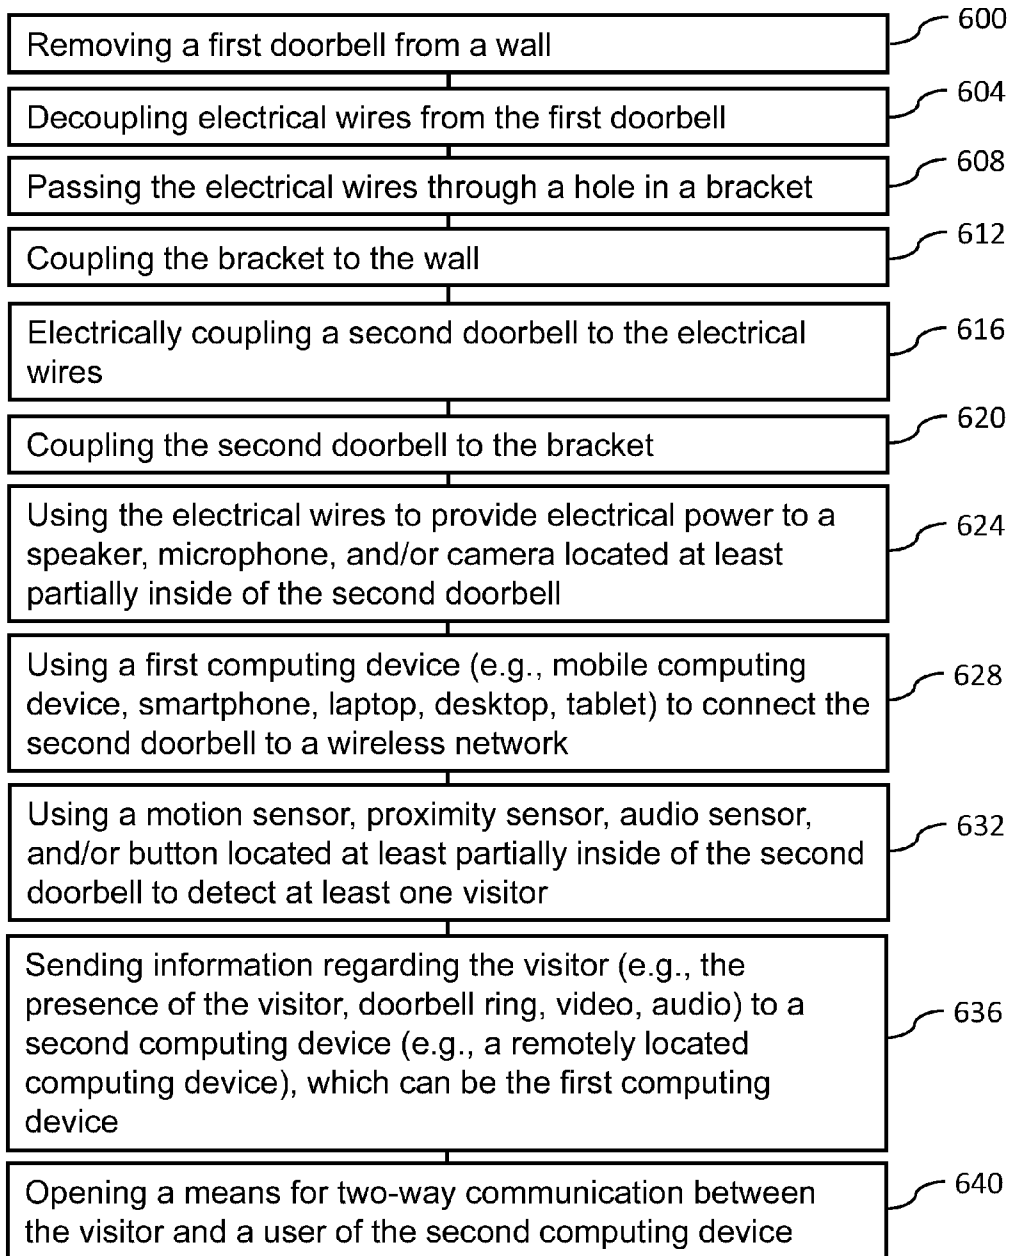 Removing a first doorbell from a wall
600
Decoupling electrical wires from the first doorbell
604
Passing the electrical wires through a hole in a bracket
608
Coupling the bracket to the wall
612
Electrically coupling a second doorbell to the electrical
wires
616
Coupling the second doorbell to the bracket
620
Using the electrical wires to provide electrical power to a
speaker, microphone, and/or camera located at least
partially inside of the second doorbell
624
Using a first computing device (e.g., mobile computing
device, smartphone, laptop, desktop, tablet) to connect the
second doorbell to a wireless network
628
Using a motion sensor, proximity sensor, audio sensor,
and/or button located at least partially inside of the second
doorbell to detect at least one visitor
632
Sending information regarding the visitor (e.g., the
presence of the visitor, doorbell ring, video, audio) to a
second computing device (e.g., a remotely located
computing device), which can be the first computing
device
636
Opening a means for two-way communication between
the visitor and a user of the second computing device
640